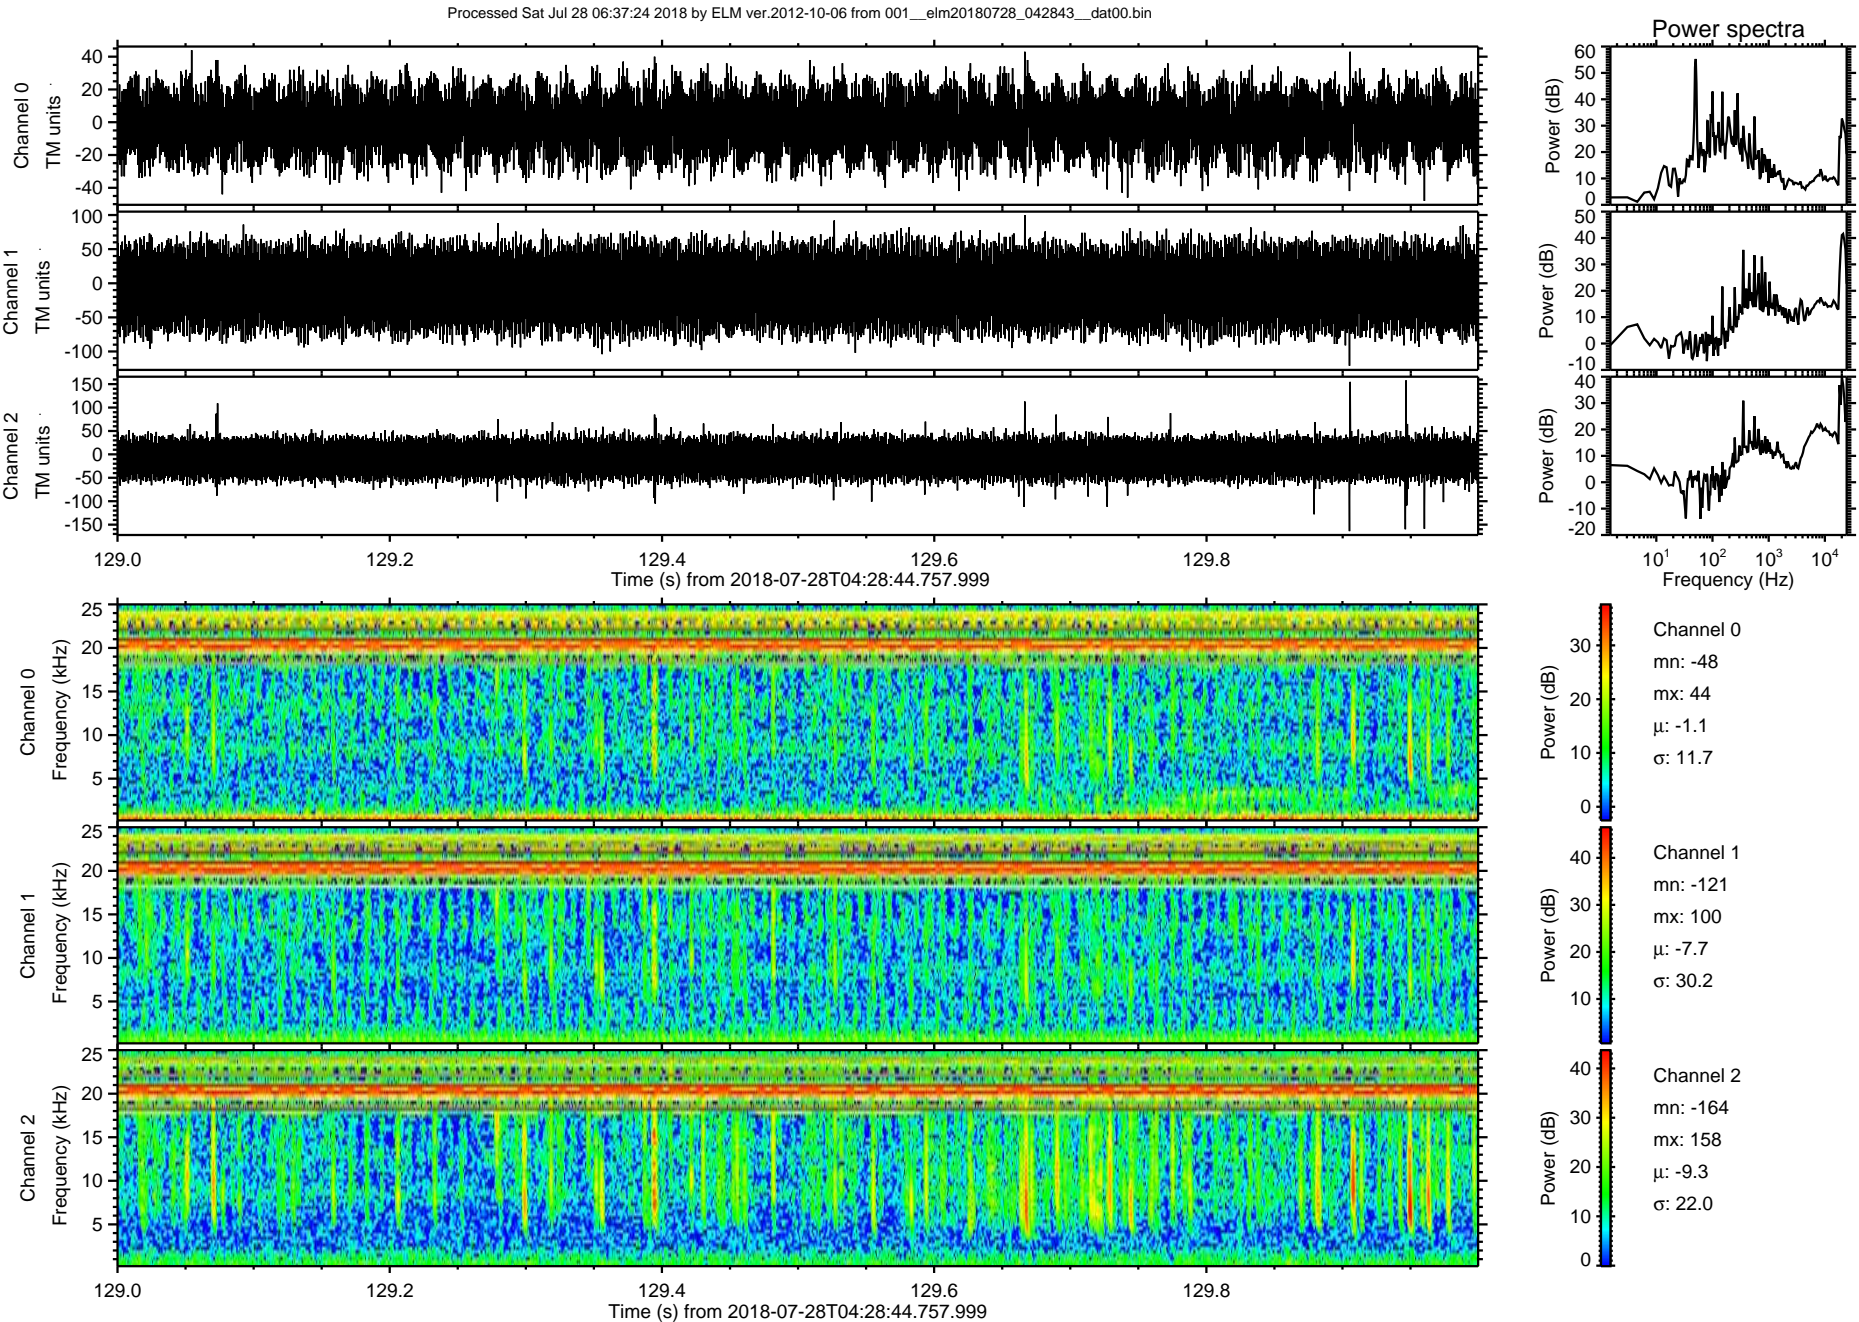 Processed Sat Jul 28 06:37:24 2018 by ELM ver.2012-10-06 from 001__elm20180728_042843__dat00.bin
Power spectra
Channel 0
TM units
40
20
0
-20
-40
Power (dB)
60
50
40
30
20
10
0
Channel 1
TM units
100
50
0
-50
-100
Power (dB)
50
40
30
20
10
0
-10
Channel 2
TM units
150
100
50
0
-50
-100
-150
Power (dB)
40
30
20
10
0
-10
-20
129.0 129.2 129.4 129.6 129.8
Time (s) from 2018-07-28T04:28:44.757.999
10¹ 10² 10³ 10⁴
Frequency (Hz)
Channel 0
Frequency (kHz)
25
20
15
10
5
Power (dB)
30
20
10
0
Channel 0
mn: -48
mx: 44
μ: -1.1
σ: 11.7
Channel 1
Frequency (kHz)
25
20
15
10
5
Power (dB)
40
30
20
10
Channel 1
mn: -121
mx: 100
μ: -7.7
σ: 30.2
Channel 2
Frequency (kHz)
25
20
15
10
5
Power (dB)
40
30
20
10
0
Channel 2
mn: -164
mx: 158
μ: -9.3
σ: 22.0
129.0 129.2 129.4 129.6 129.8
Time (s) from 2018-07-28T04:28:44.757.999